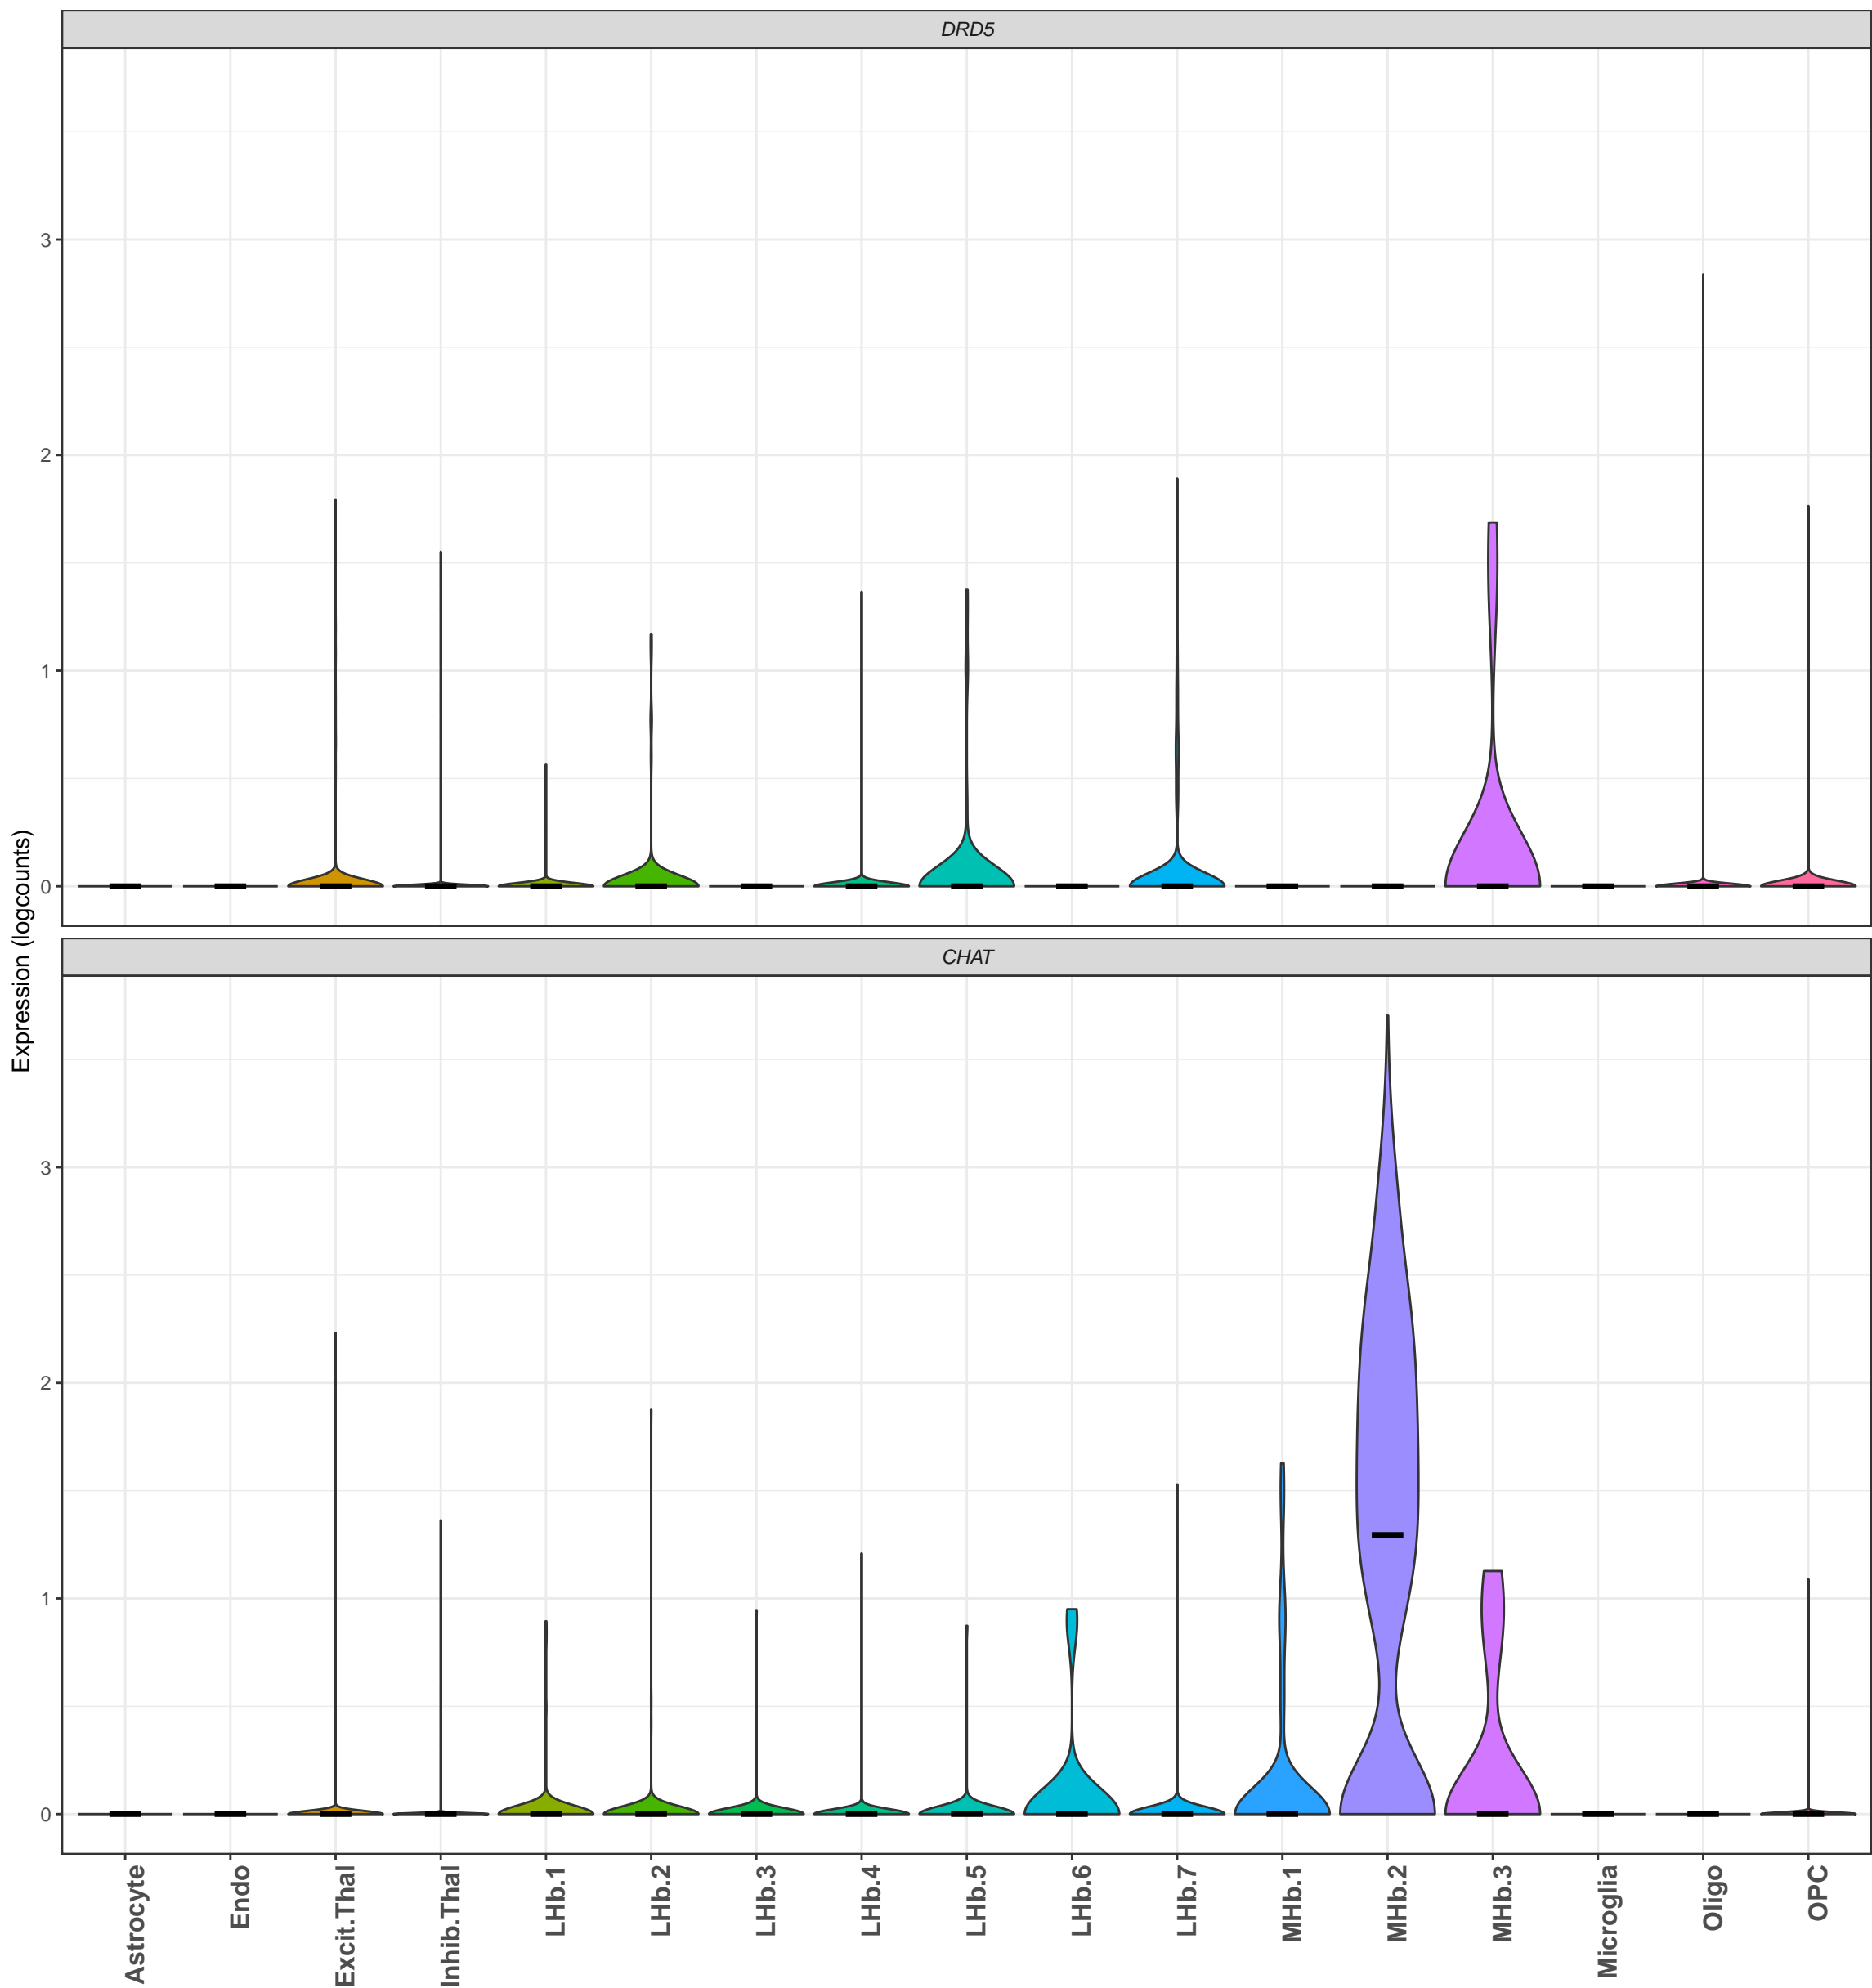 DRD5
3
2
1
0
Expression (logcounts)
CHAT
3
2
1
0
Astrocyte
Endo
Excit.Thal
Inhib.Thal
LHb.1
LHb.2
LHb.3
LHb.4
LHb.5
LHb.6
LHb.7
MHb.1
MHb.2
MHb.3
Microglia
Oligo
OPC